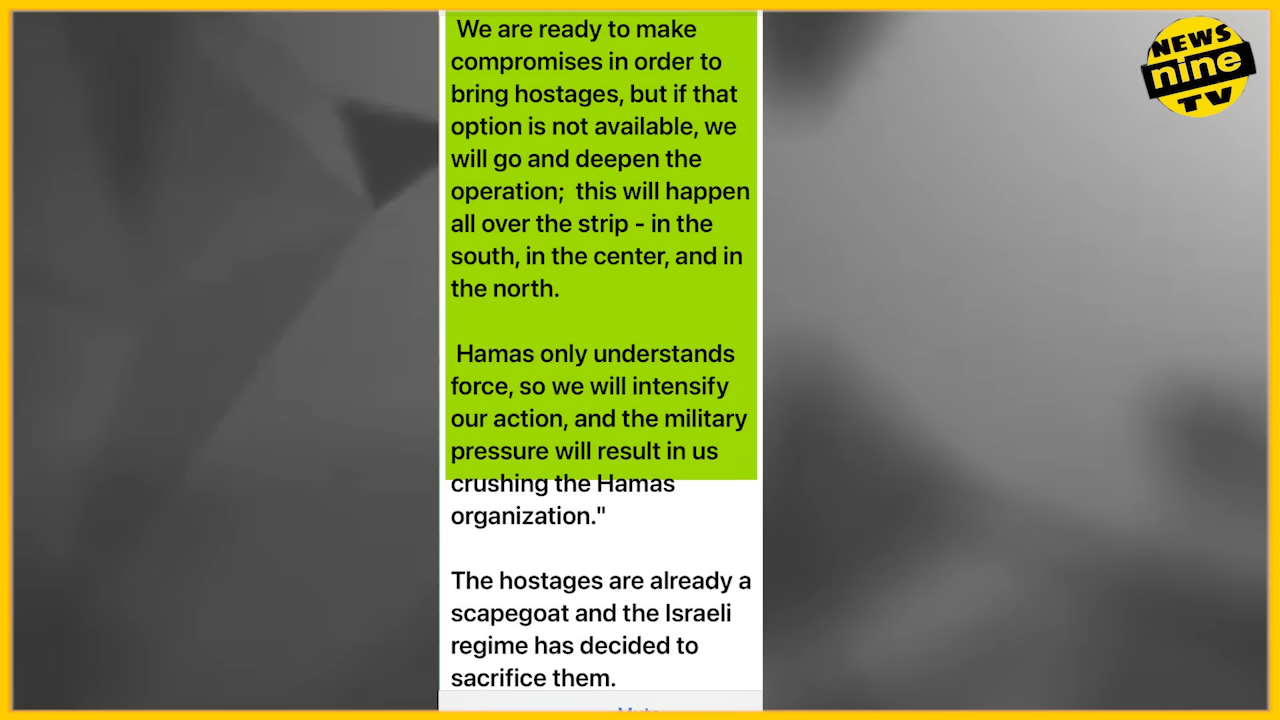 We are ready to make
compromises in order to
bring hostages, but if that
option is not available, we
will go and deepen the
operation;  this will happen
all over the strip - in the
south, in the center, and in
the north.
Hamas only understands
force, so we will intensify
our action, and the military
pressure will result in us
crushing the Hamas
organization."
The hostages are already a
scapegoat and the Israeli
regime has decided to
sacrifice them.
NEWS
nine
TV